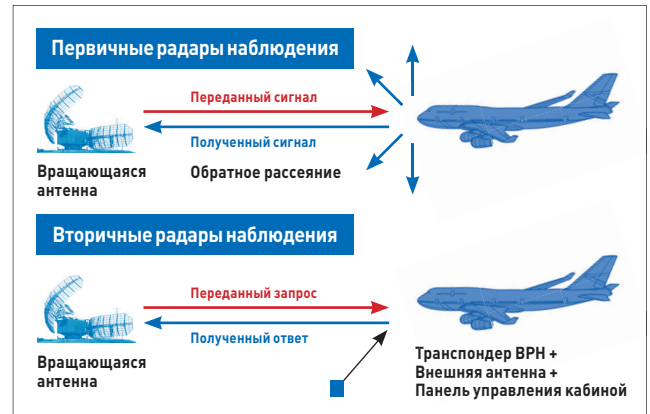 Первичные радары наблюдения
Переданный сигнал
Полученный сигнал
Вращающаяся
антенна
Обратное рассеяние
Вторичные радары наблюдения
Переданный запрос
Полученный ответ
Вращающаяся
антенна
Транспондер ВРН +
Внешняя антенна +
Панель управления кабиной